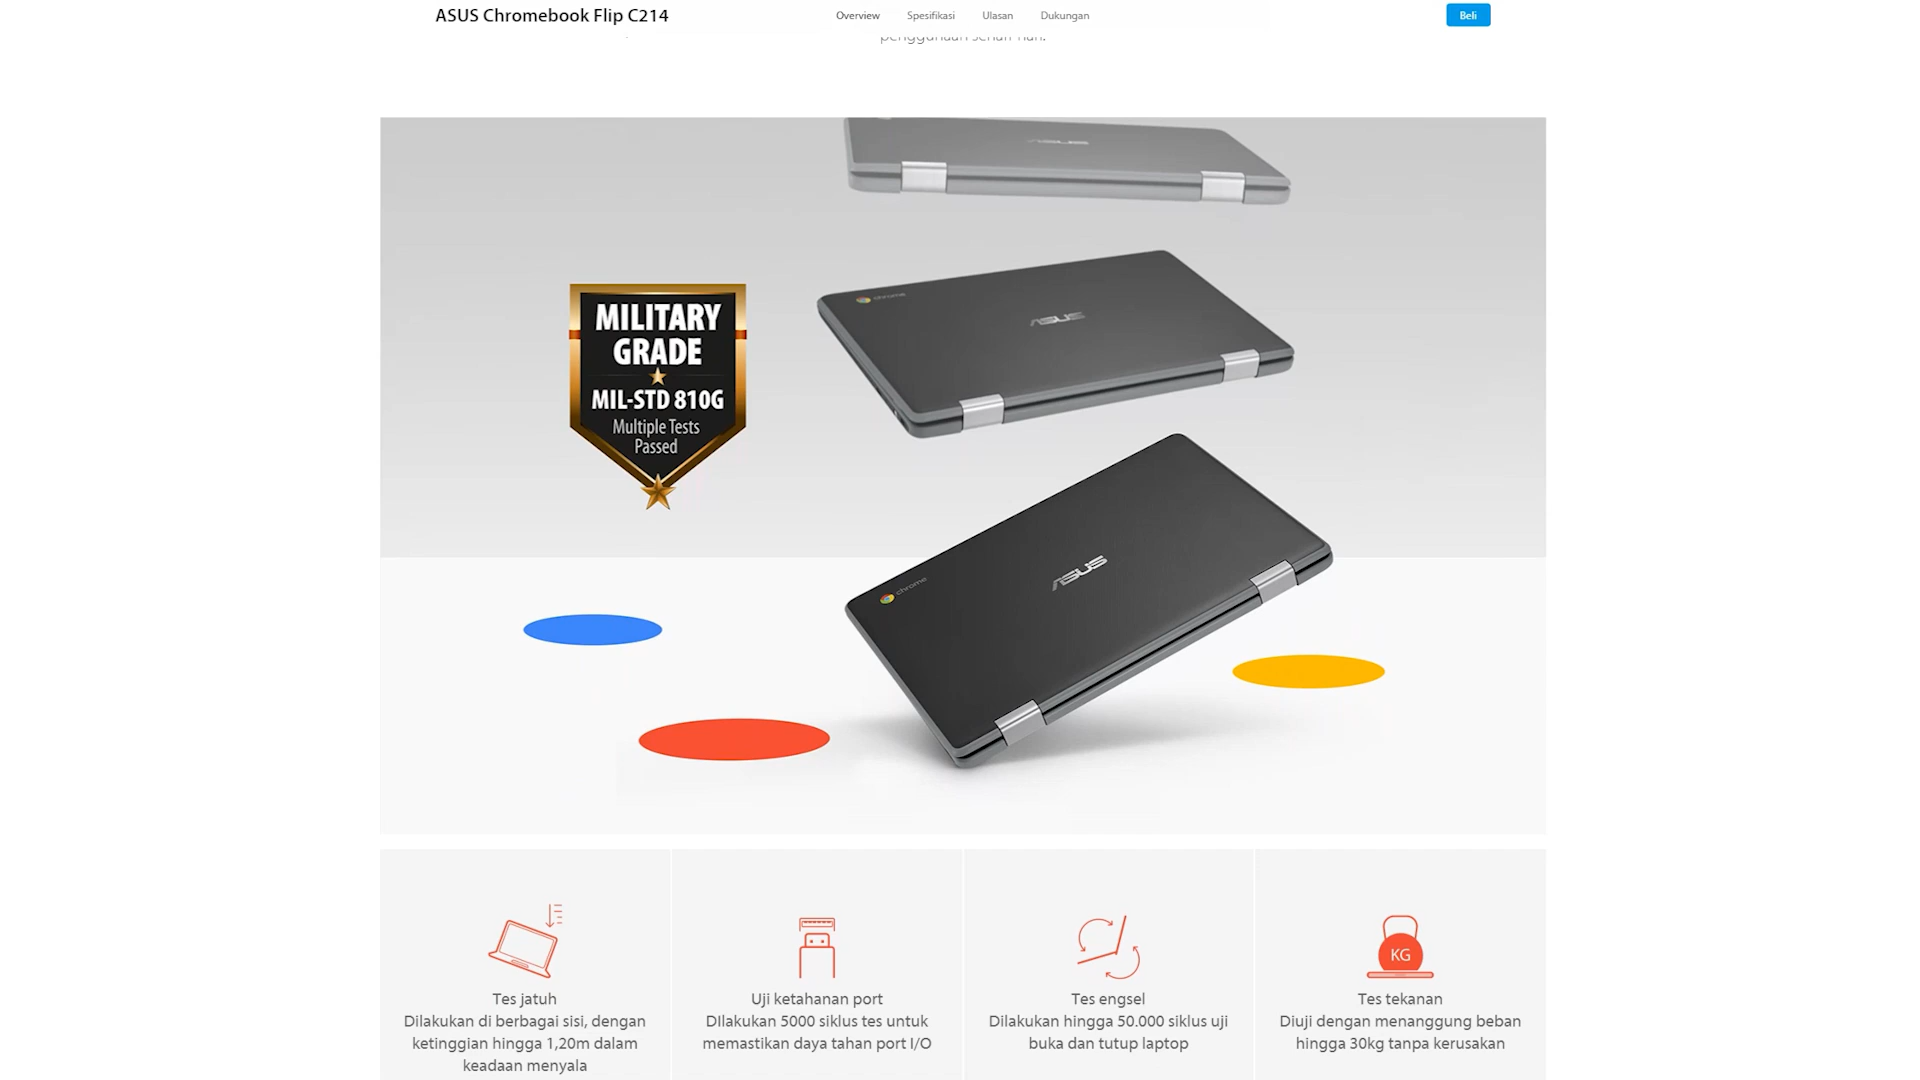 ASUS Chromebook Flip C214
Overview
Spesifikasi
Ulasan
Dukungan
Beli
penggunaan sehari-hari.
ASUS
chrome
ASUS
MILITARY
GRADE
MIL-STD 810G
Multiple Tests
Passed
chrome
ASUS
KG
Tes jatuh
Dilakukan di berbagai sisi, dengan
ketinggian hingga 1,20m dalam
keadaan menyala
Uji ketahanan port
DIlakukan 5000 siklus tes untuk
memastikan daya tahan port I/O
Tes engsel
Dilakukan hingga 50.000 siklus uji
buka dan tutup laptop
Tes tekanan
Diuji dengan menanggung beban
hingga 30kg tanpa kerusakan